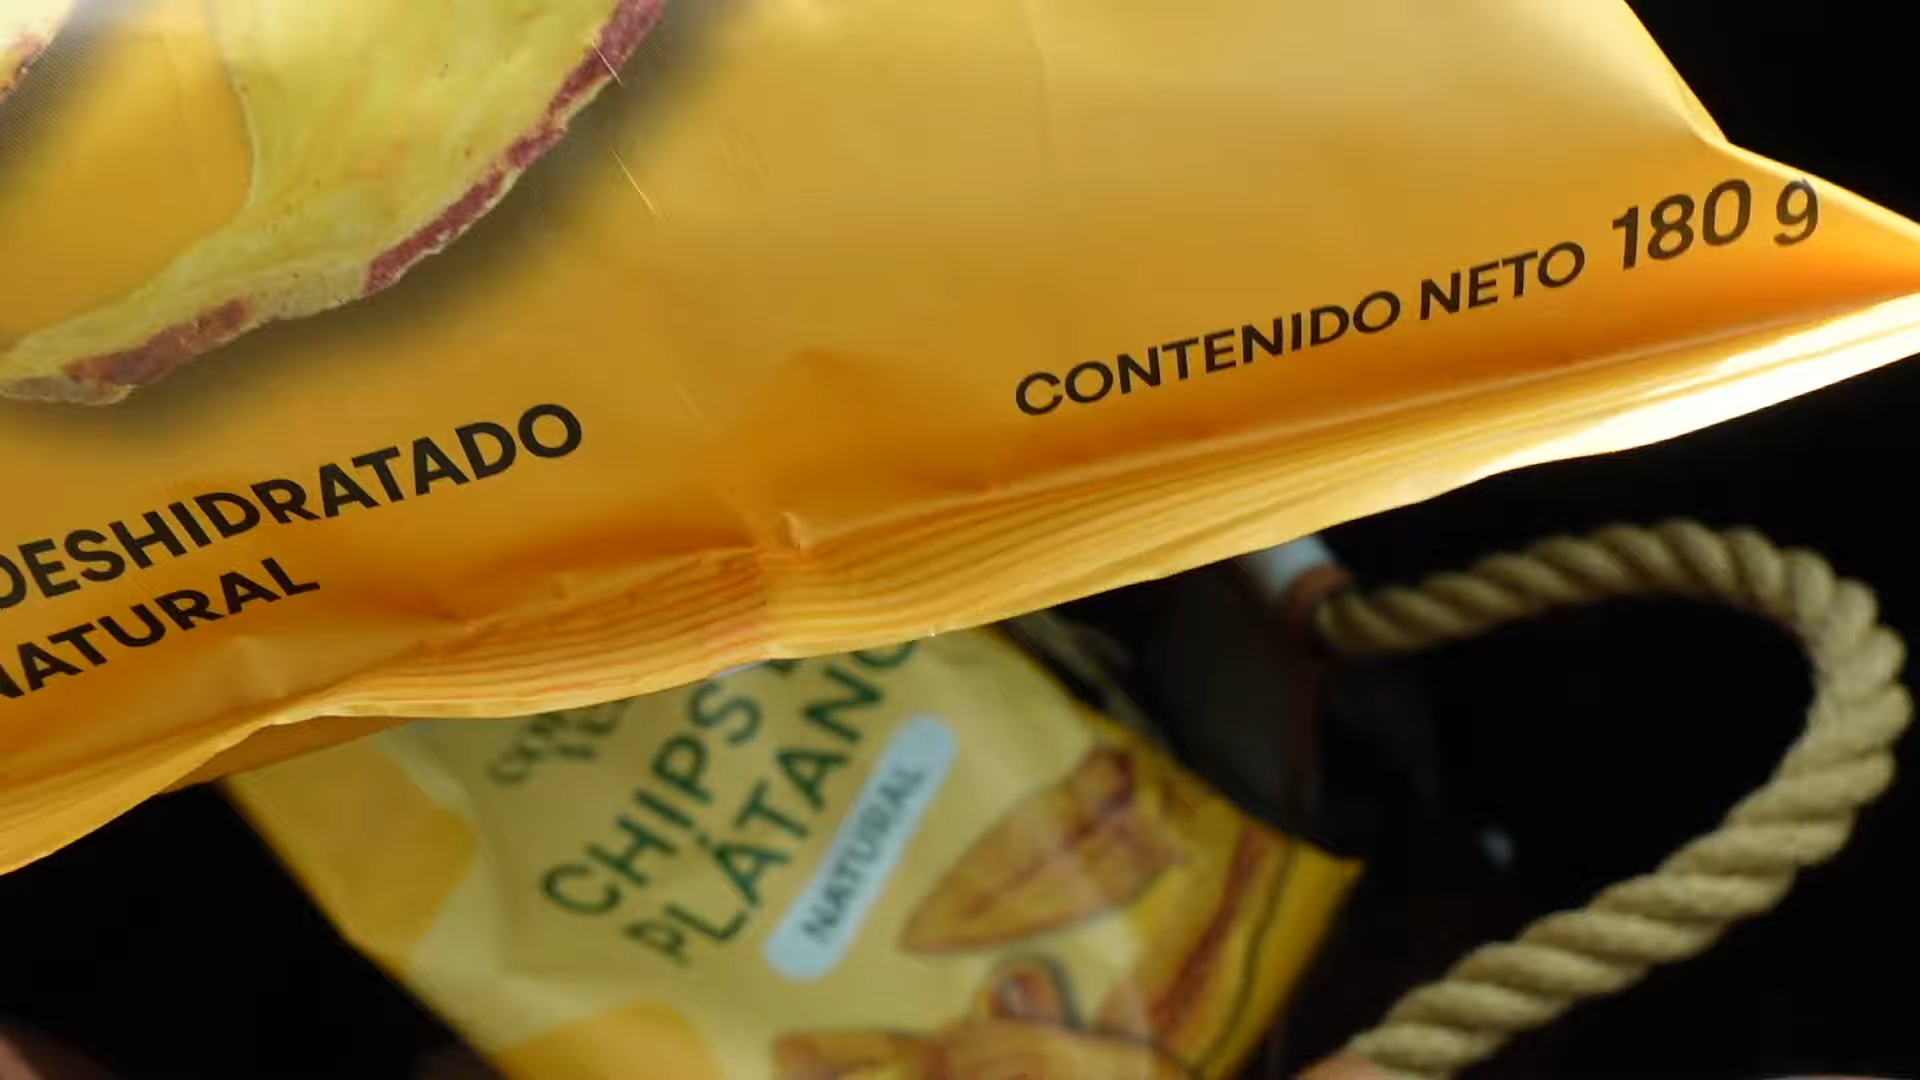 CONTENIDO NETO 180 g
DESHIDRATADO
NATURAL
CHIPS
PLÁTANO
NATURAL